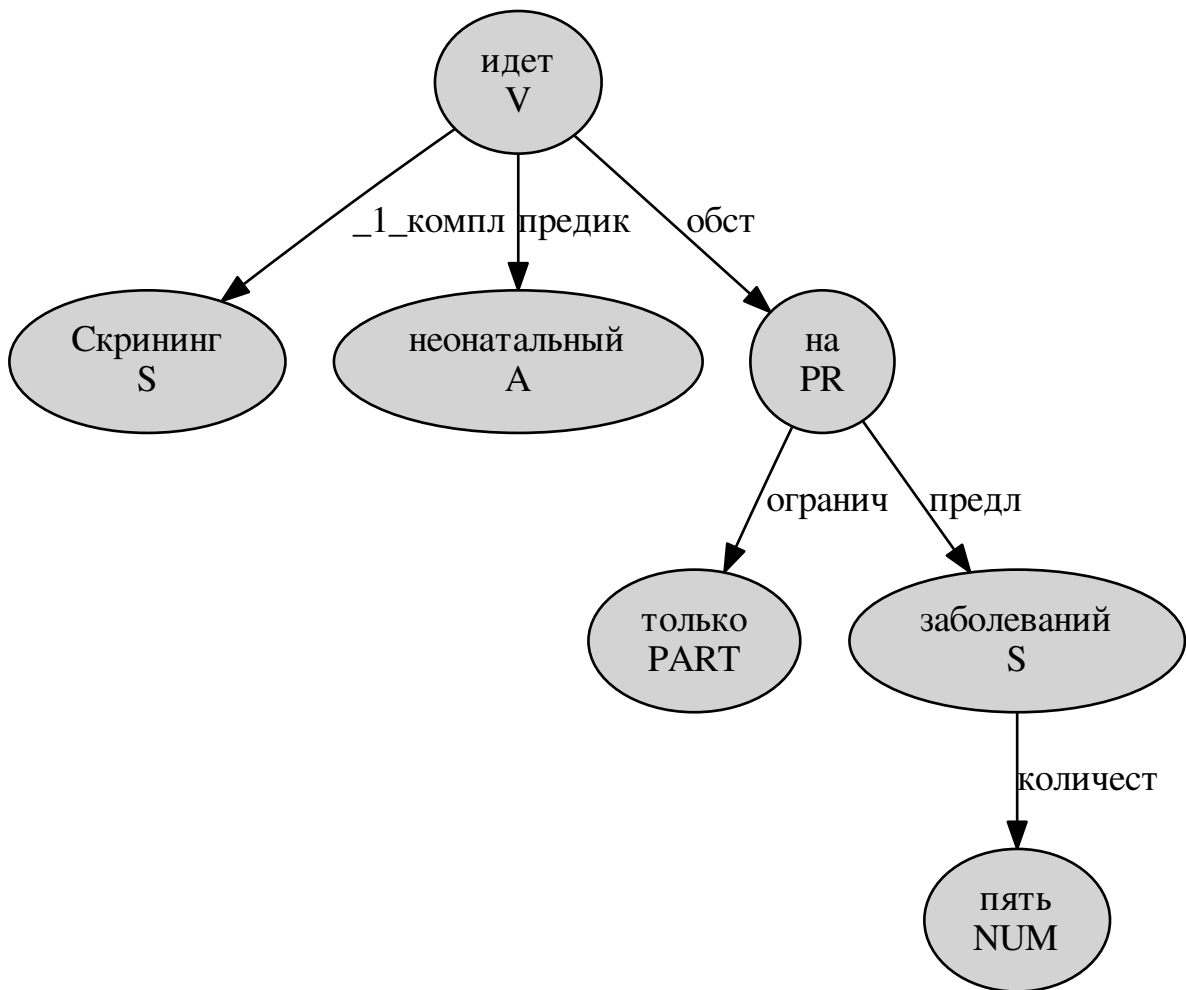 идет
V
_1_компл предик обст
Скрининг
S
неонатальный
A
на
PR
огранич предл
только
PART
заболеваний
S
количест
пять
NUM